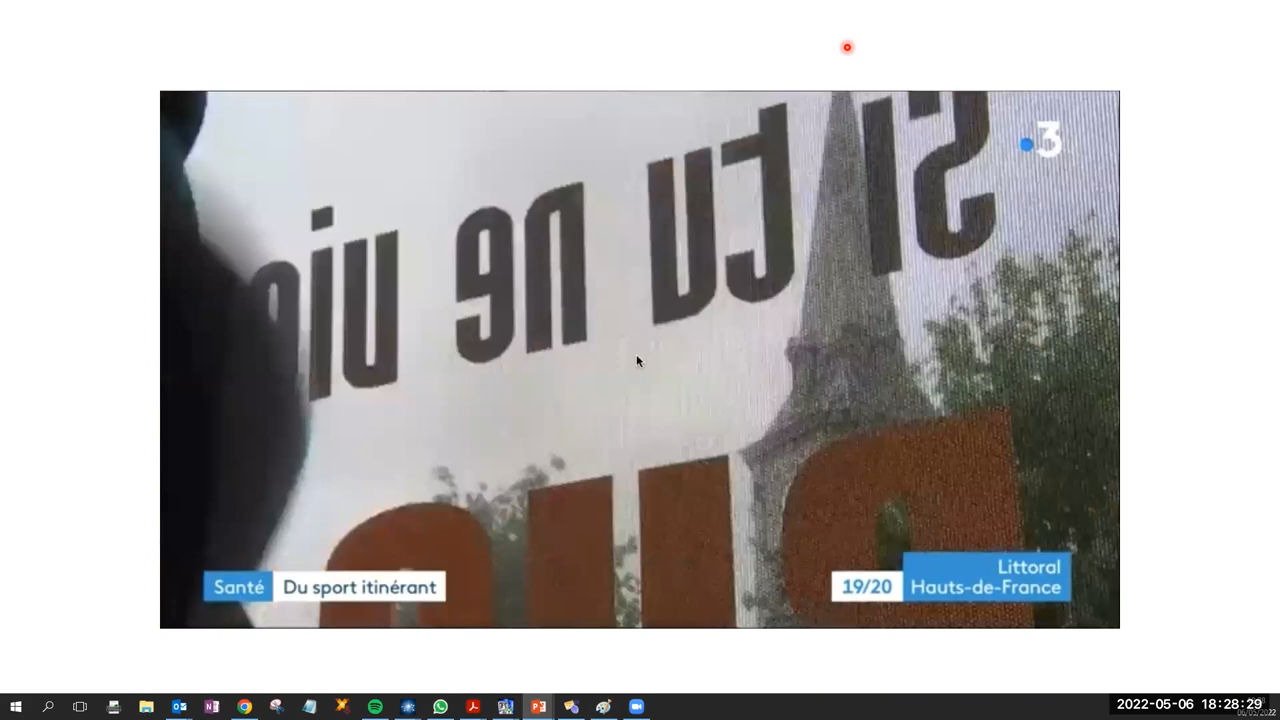 3
Si tu ne
Santé Du sport itinérant
19/20 Littoral
Hauts-de-France
2022-05-06 18:28:29